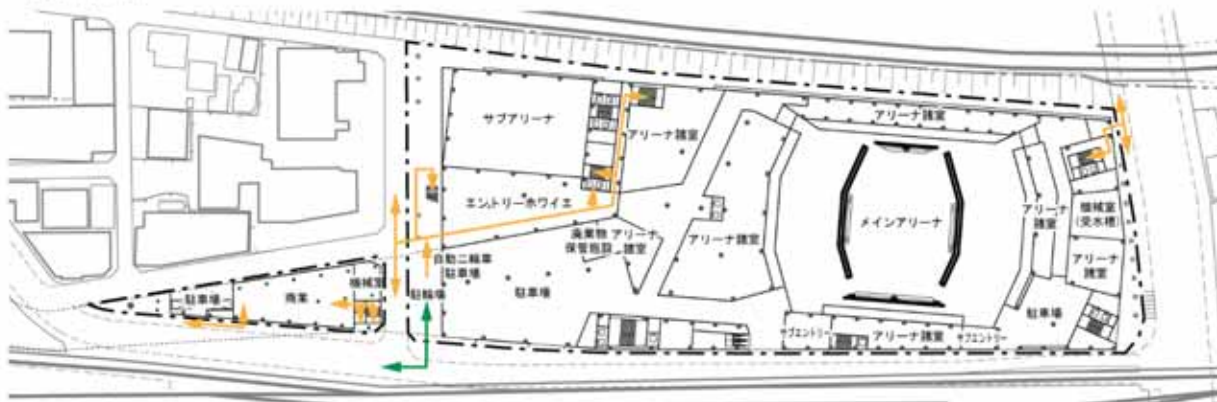 サブアリーナ
アリーナ諸室
アリーナ諸室
エントリーホワイエ
廃棄物
保管施設
アリーナ
諸室
アリーナ諸室
メインアリーナ
アリーナ
諸室
機械室
(受水槽)
アリーナ
諸室
自動二輪車
駐車場
駐輪場
駐車場
駐車場
商業
機械室
駐車場
サブエントリー
アリーナ諸室
サブエントリー